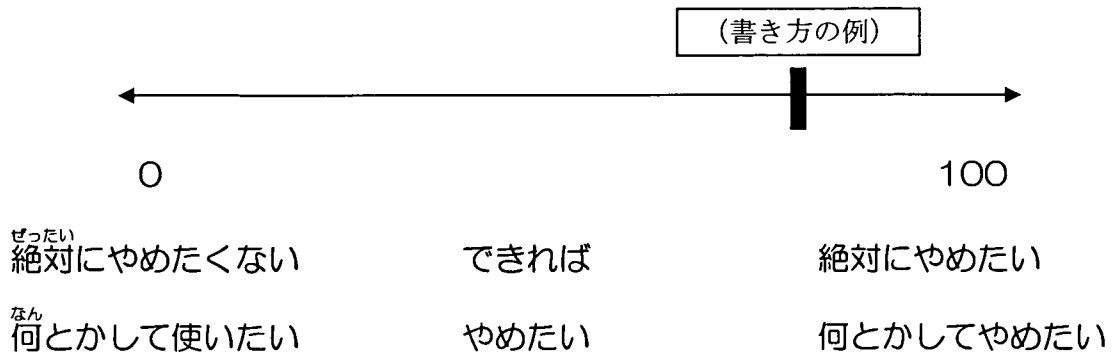 （書き方の例）
0 100
ぜったい
絶対にやめたくない できれば 絶対にやめたい
なん
何とかして使いたい やめたい 何とかしてやめたい